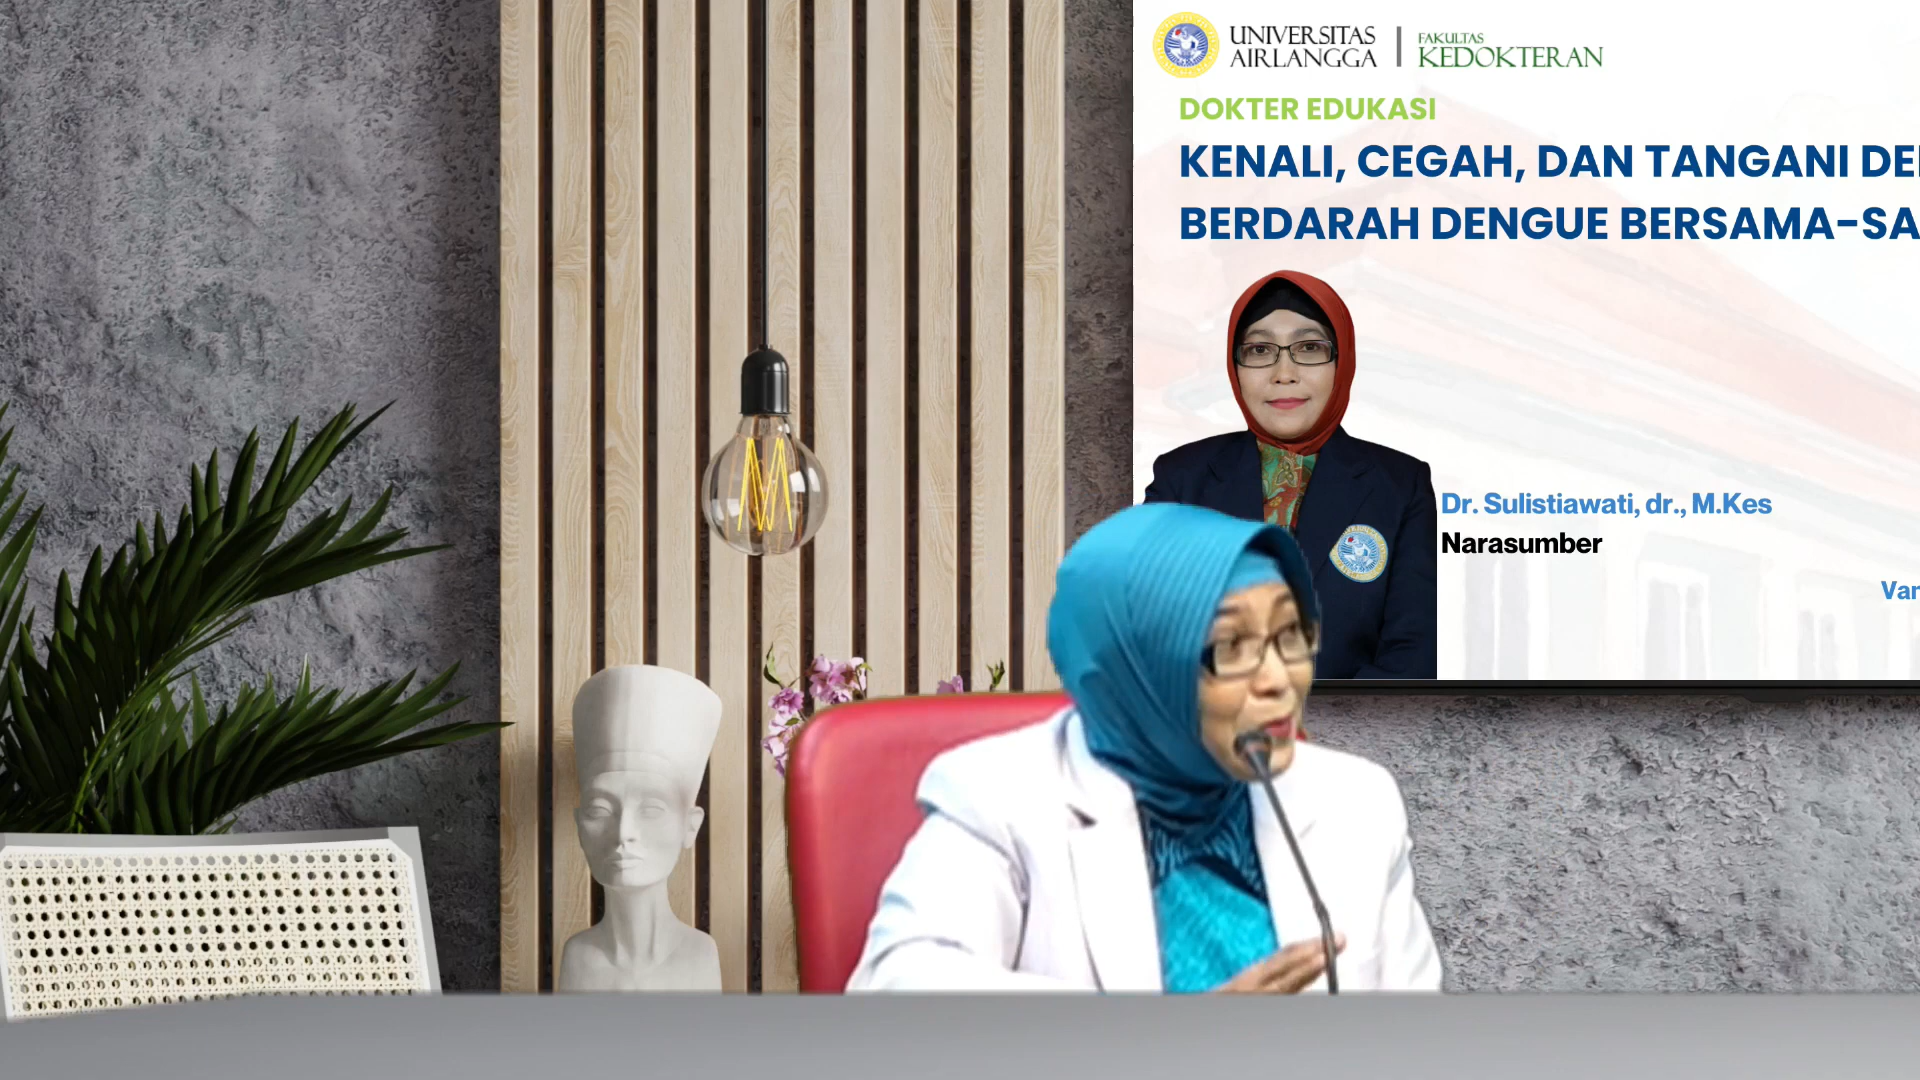 UNIVERSITAS
AIRLANGGA
FAKULTAS
KEDOKTERAN
DOKTER EDUKASI
KENALI, CEGAH, DAN TANGANI DE
BERDARAH DENGUE BERSAMA-SA
Dr. Sulistiawati, dr., M.Kes
Narasumber
Var